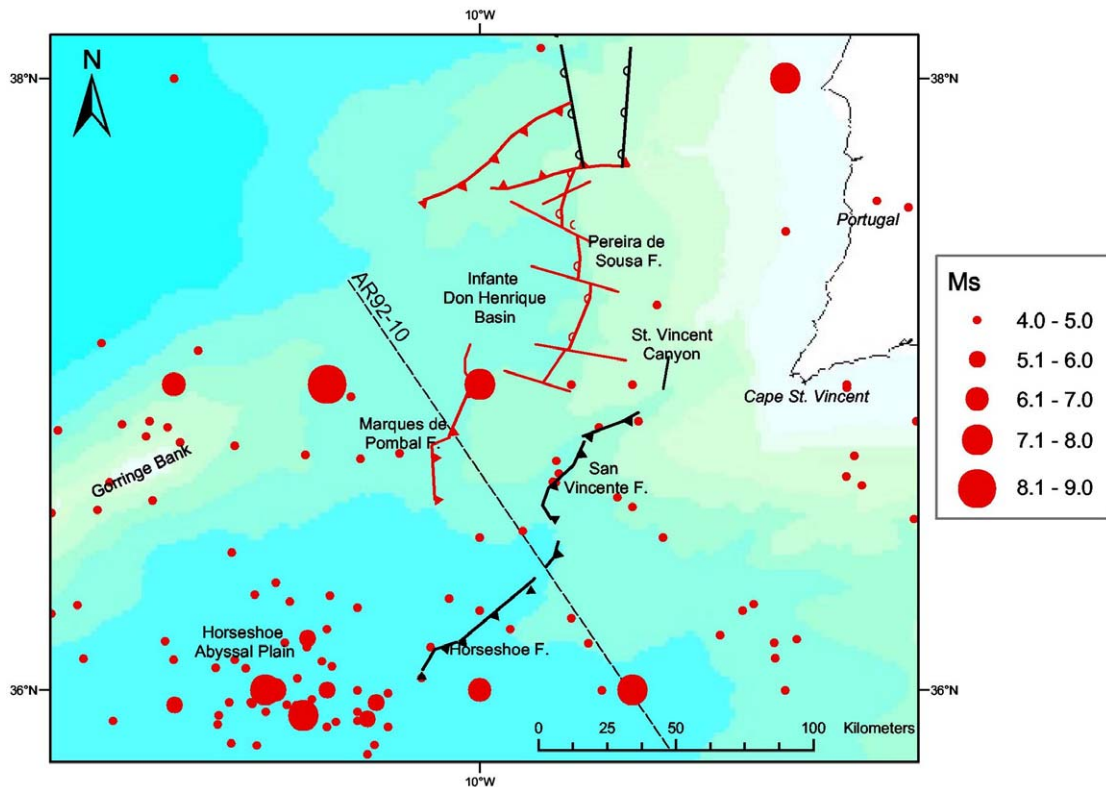 10°W
38°N
38°N
N
Portugal
Pereira de
Sousa F.
Infante
Don Henrique
Basin
AR92-10
St. Vincent
Canyon
Cape St. Vincent
Marques de
Pombal F.
Gorringe Bank
San
Vincente F.
Horseshoe
Abyssal Plain
Horseshoe F.
36°N
36°N
0 25 50 100 Kilometers
10°W
Ms
4.0 - 5.0
5.1 - 6.0
6.1 - 7.0
7.1 - 8.0
8.1 - 9.0